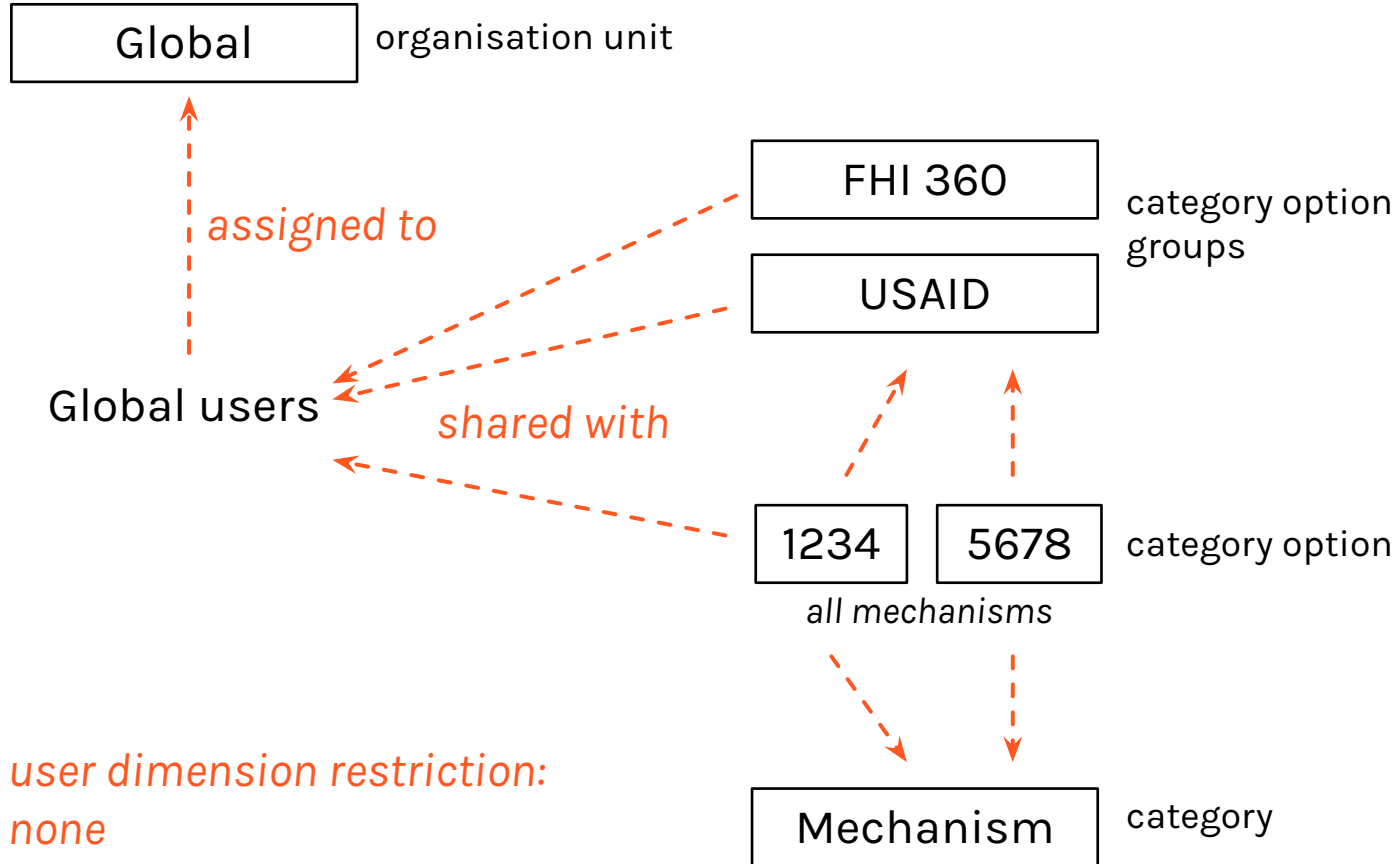 Global
organisation unit
FHI 360
category option
groups
assigned to
USAID
Global users
shared with
1234
5678
category option
all mechanisms
user dimension restriction:
none
Mechanism
category